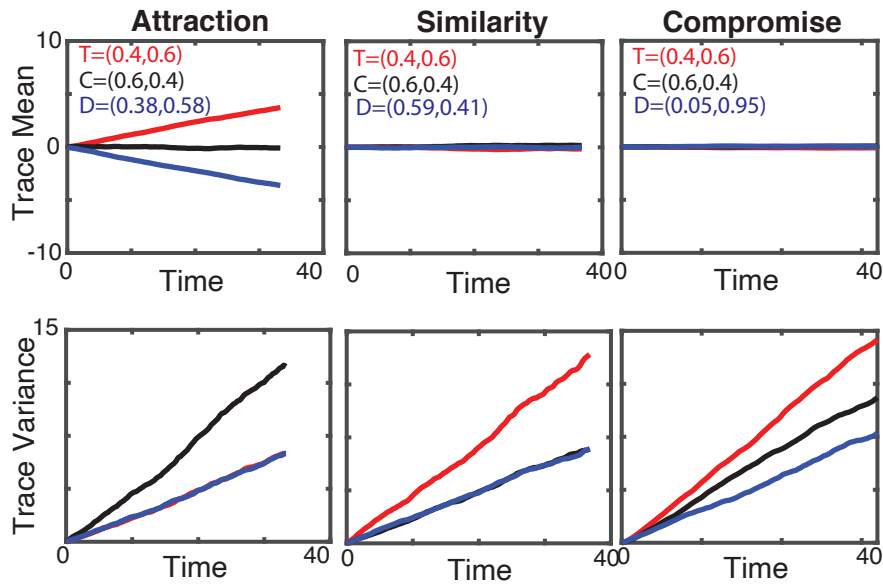 Attraction Similarity Compromise
10
T=(0.4,0.6) T=(0.4,0.6) T=(0.4,0.6)
C=(0.6,0.4) C=(0.6,0.4) C=(0.6,0.4)
D=(0.38,0.58) D=(0.59,0.41) D=(0.05,0.95)
Trace Mean
0
-10
0 40 0 40 0 40
Time Time Time
15
Trace Variance
0 40 0 40 0 40
Time Time Time